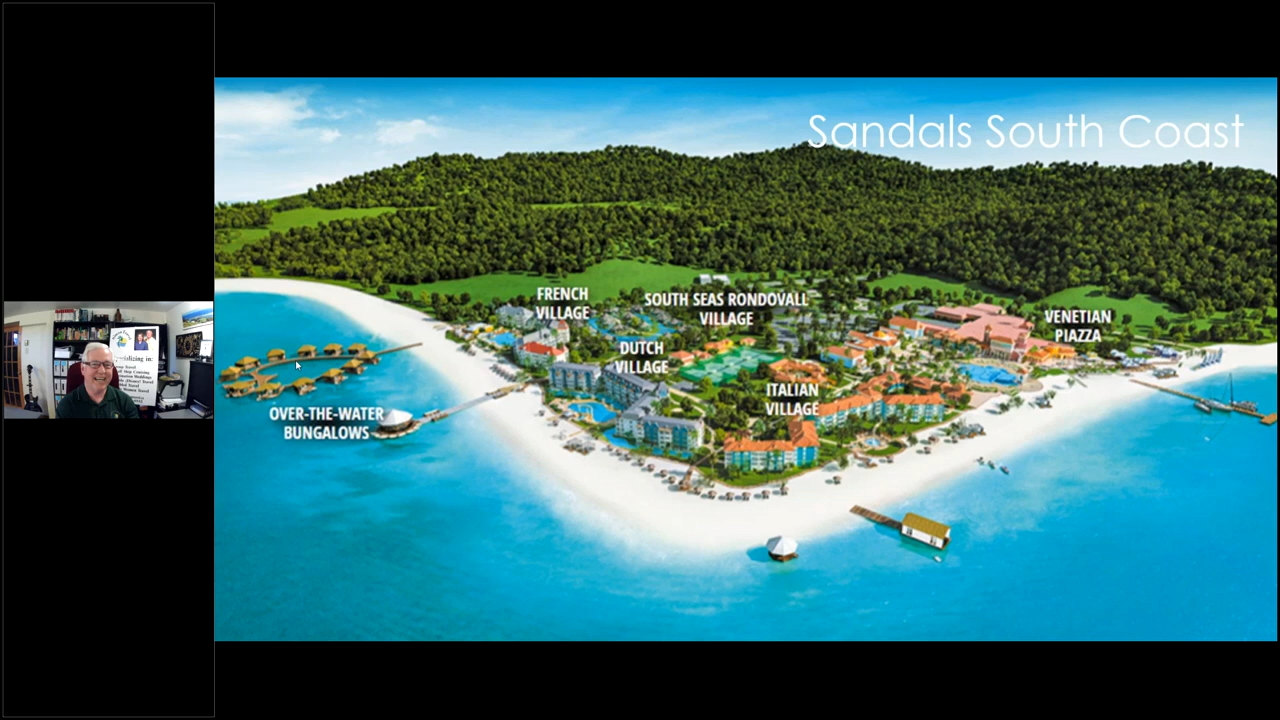 Sandals South Coast
FRENCH
VILLAGE
SOUTH SEAS RONDOVALL
VILLAGE
VENETIAN
PIAZZA
DUTCH
VILLAGE
ITALIAN
VILLAGE
OVER-THE-WATER
BUNGALOWS